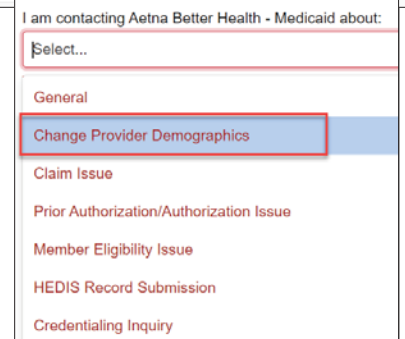 I am contacting Aetna Better Health - Medicaid about:
Select...
General
Change Provider Demographics
Claim Issue
Prior Authorization/Authorization Issue
Member Eligibility Issue
HEDIS Record Submission
Credentialing Inquiry